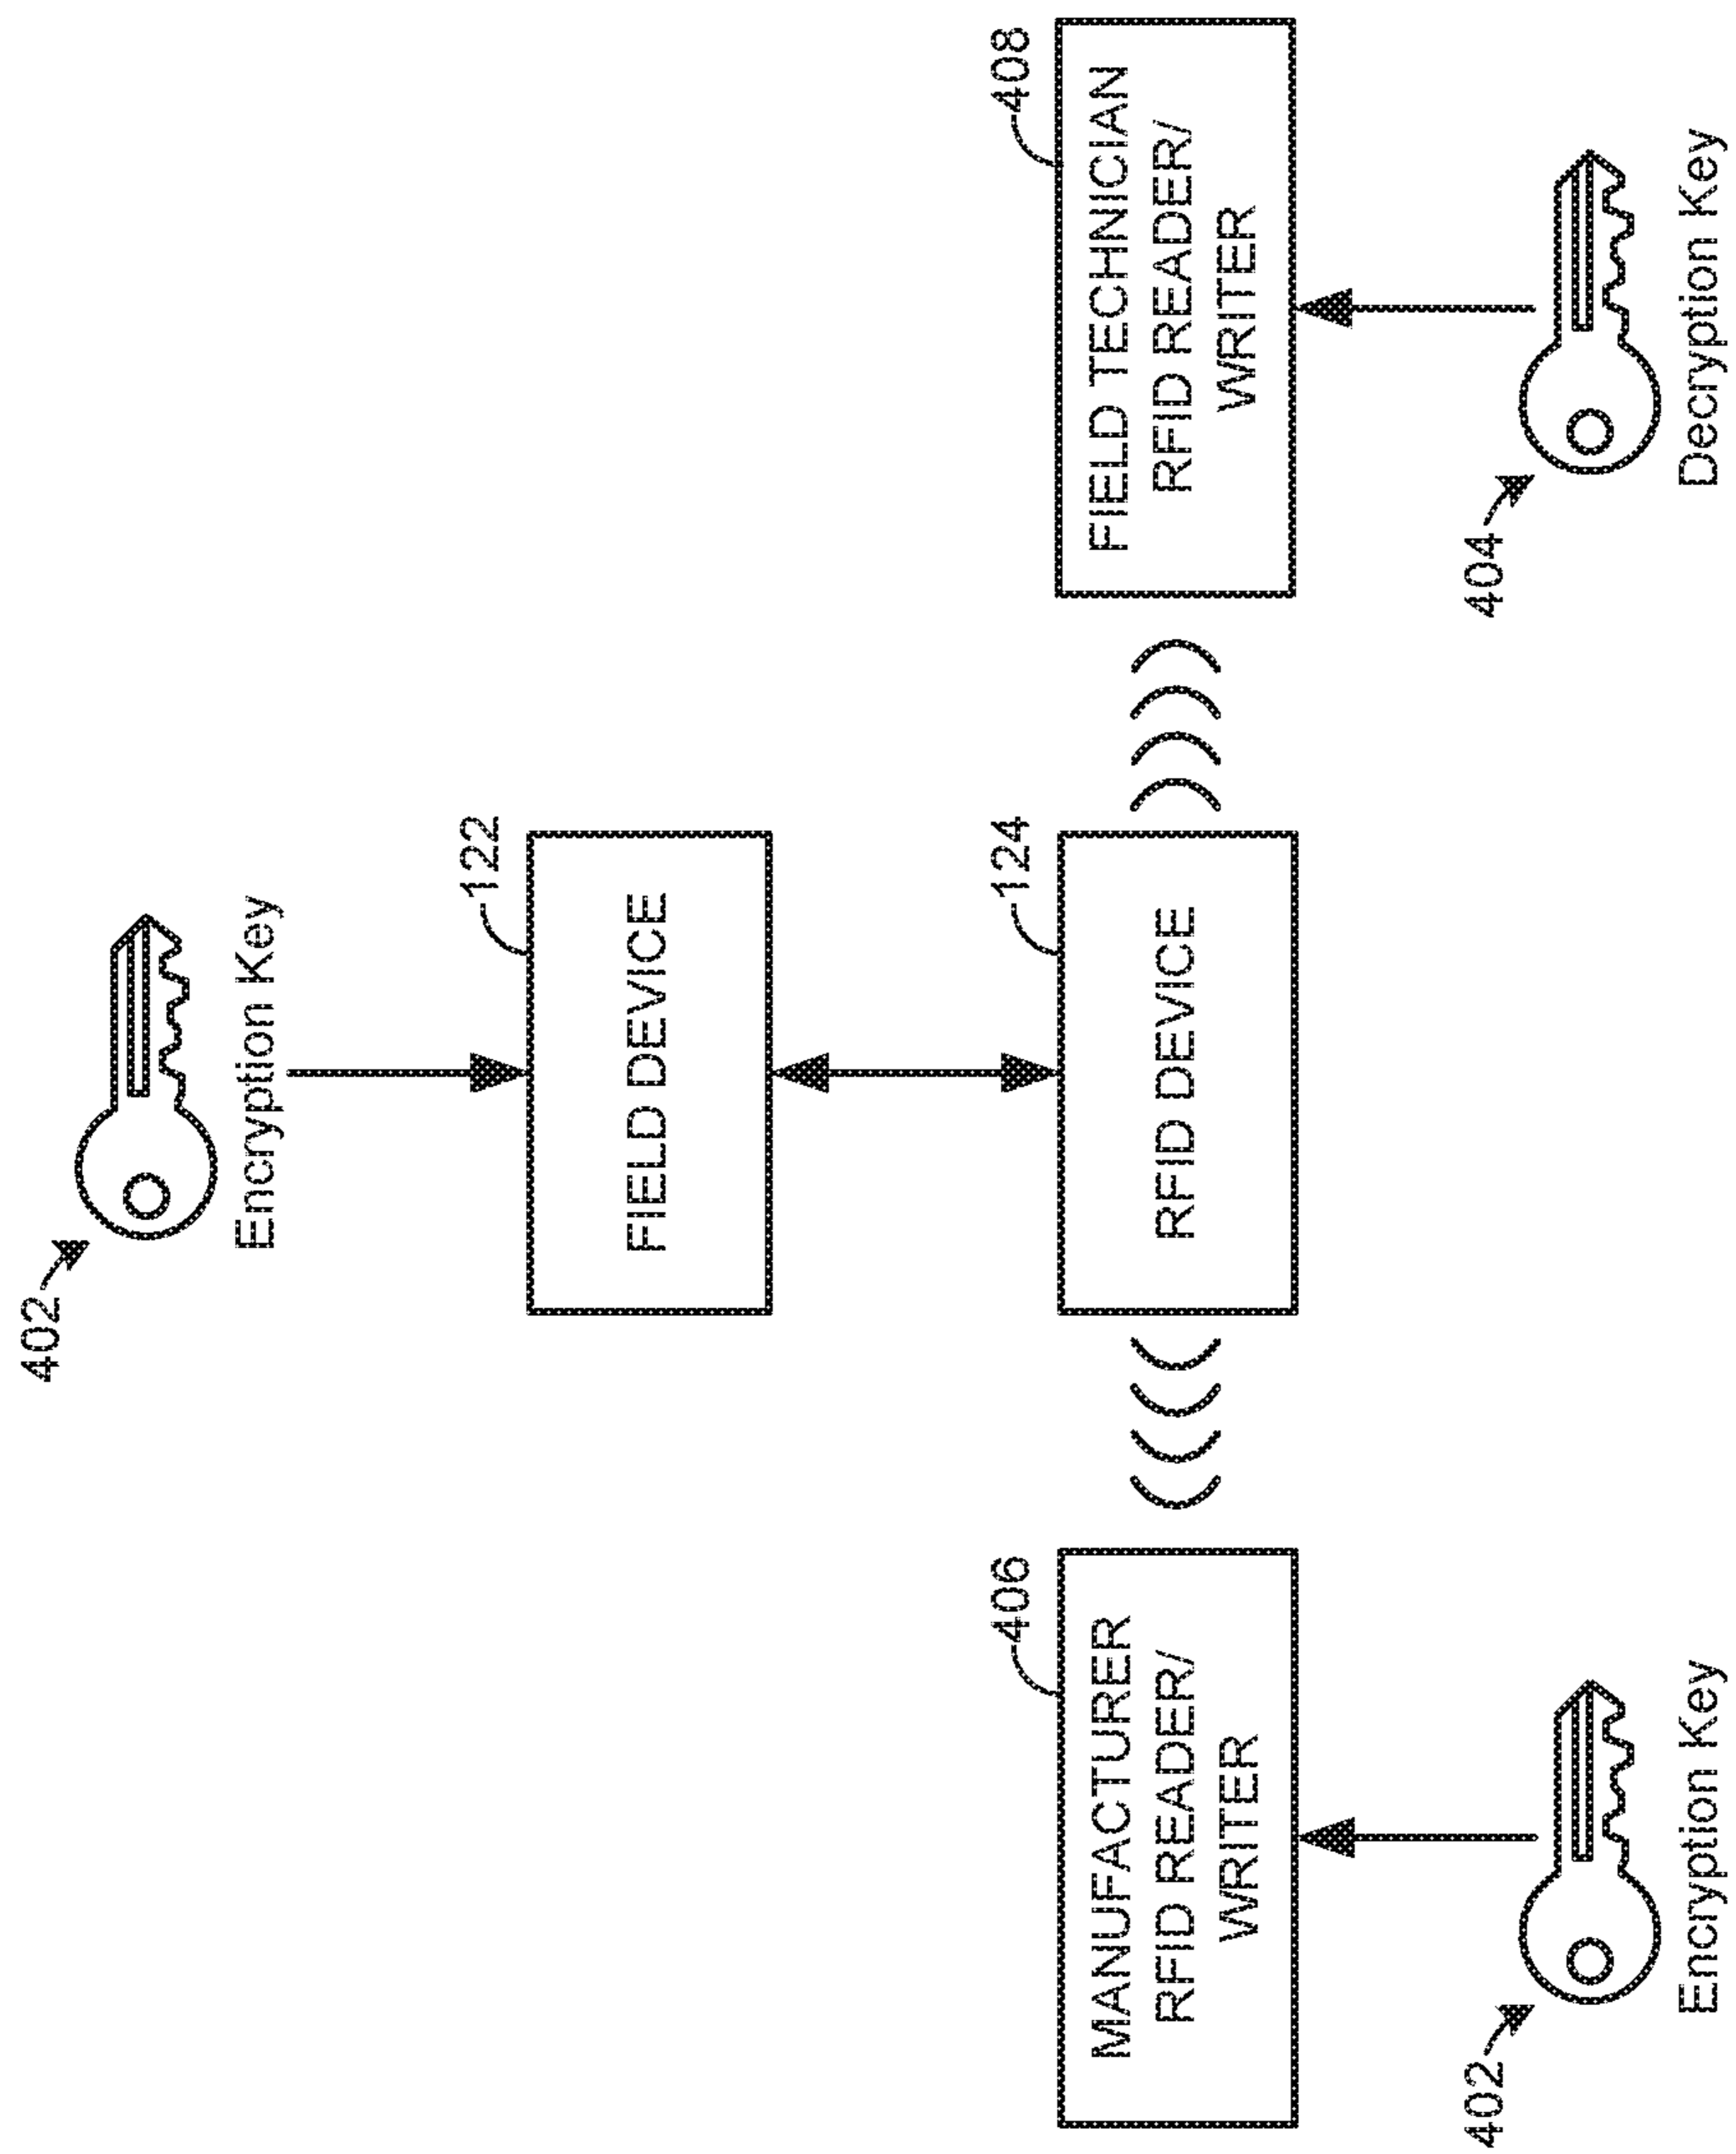 402
Encryption Key
122
FIELD DEVICE
406
MANUFACTURER
RFID READER/
WRITER
124
RFID DEVICE
408
FIELD TECHNICIAN
RFID READER/
WRITER
402
Encryption Key
404
Decryption Key